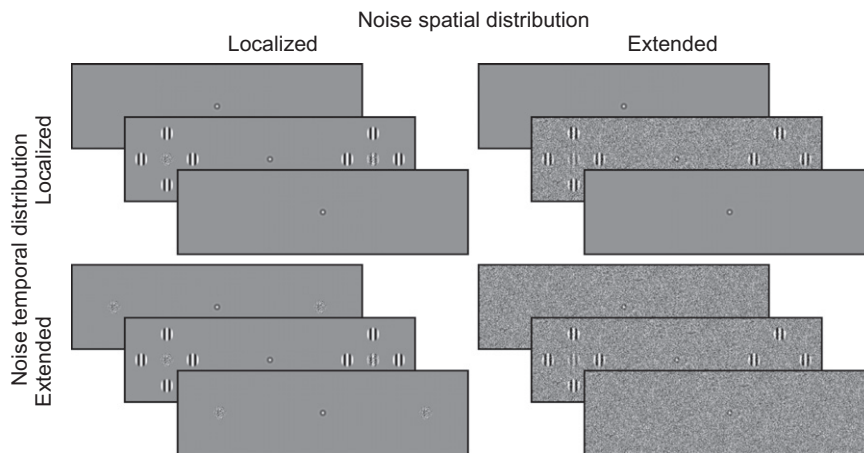 Noise spatial distribution
Localized
Extended
Noise temporal distribution
Localized
Extended